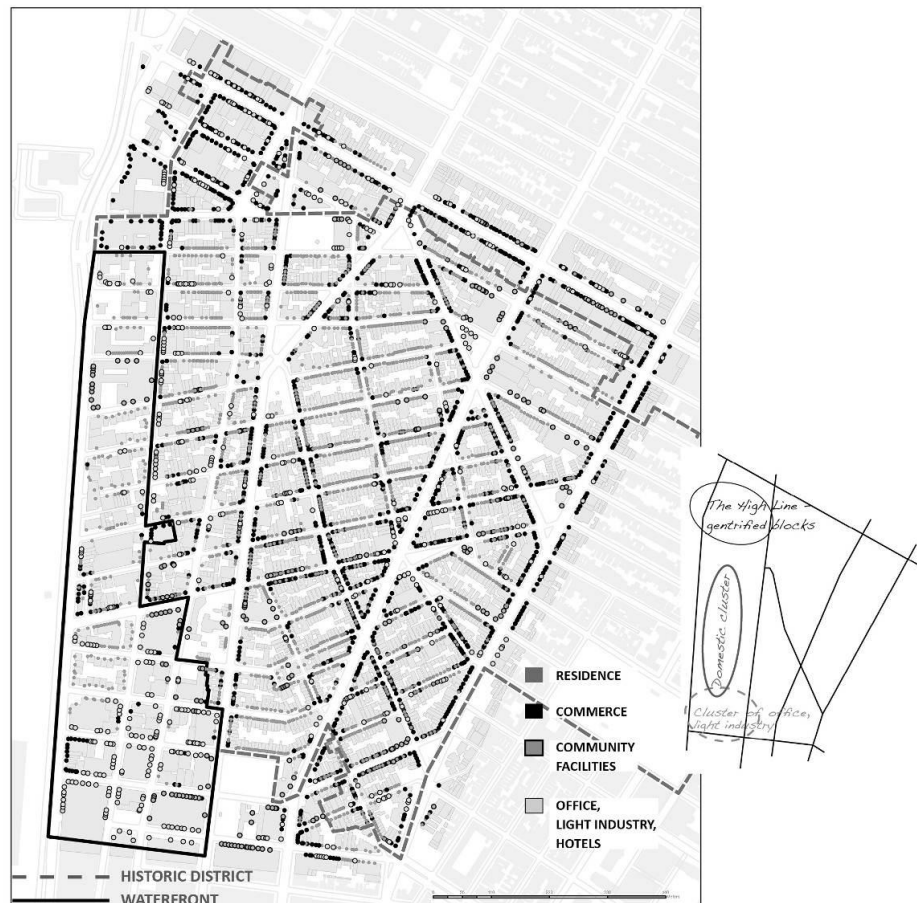 The High Line -
gentrified blocks
Domestic cluster
Cluster of office,
light industry
RESIDENCE
COMMERCE
COMMUNITY
FACILITIES
OFFICE,
LIGHT INDUSTRY,
HOTELS
HISTORIC DISTRICT
WATERFRONT